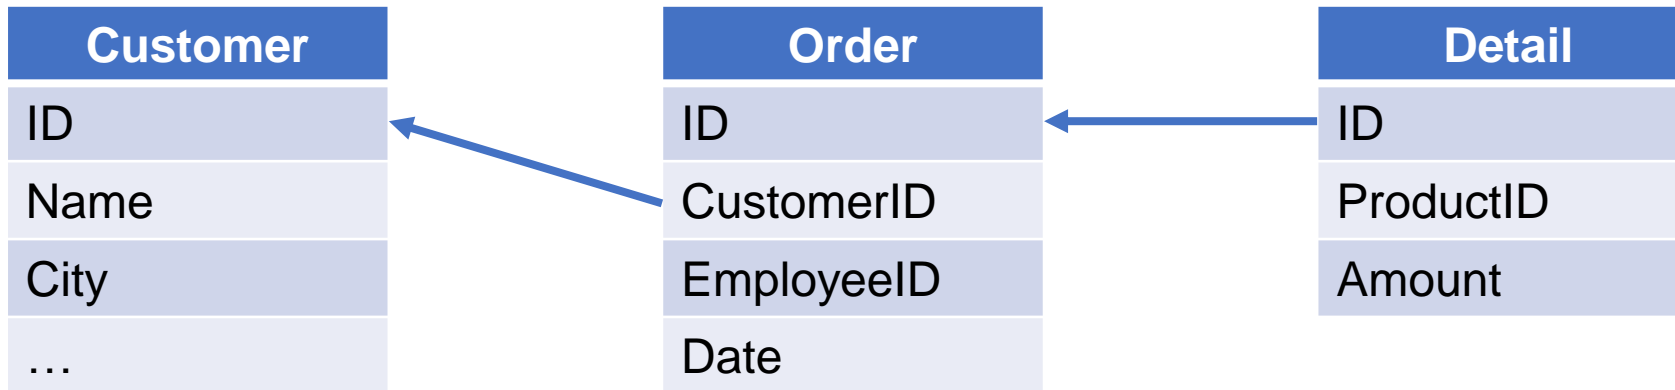 Customer
ID
Name
City
…
Order
ID
CustomerID
EmployeeID
Date
Detail
ID
ProductID
Amount